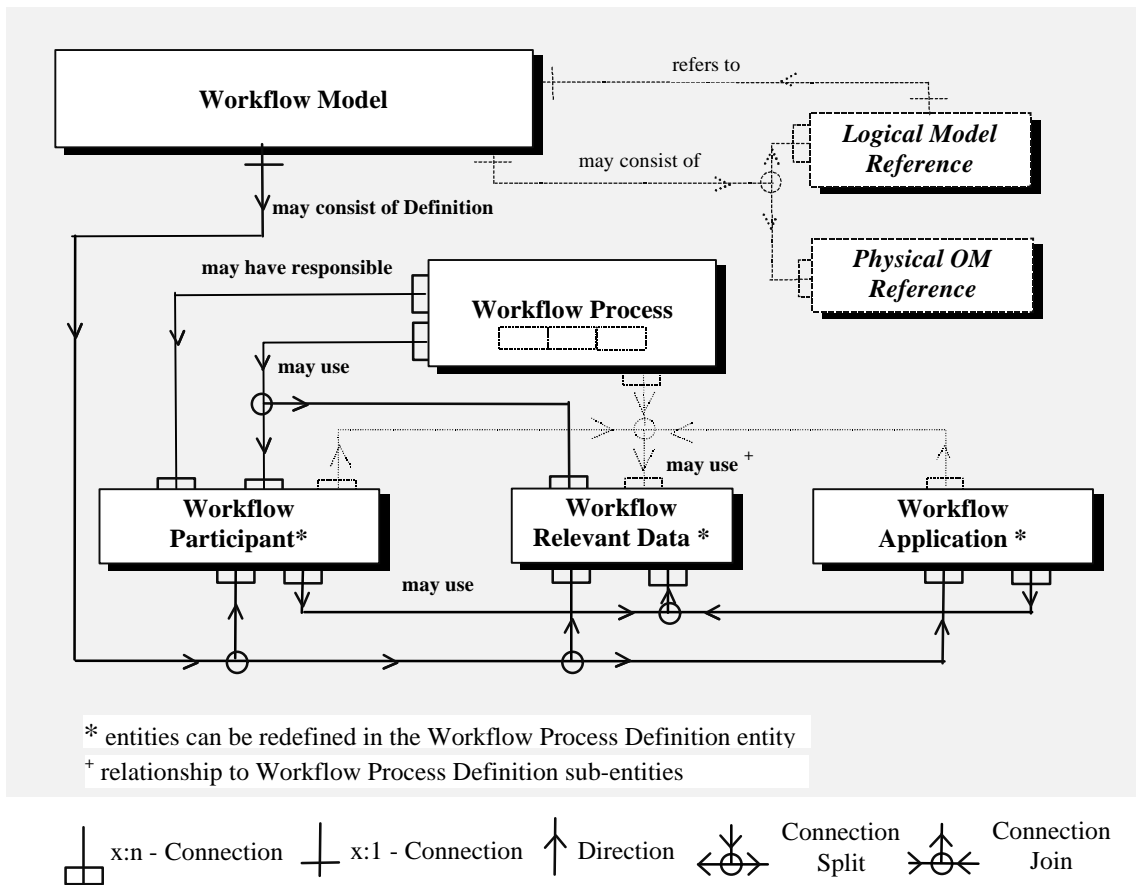 Workflow Model
refers to
Logical Model
Reference
may consist of
may consist of Definition
Physical OM
Reference
may have responsible
Workflow Process
may use
may use +
Workflow
Participant*
Workflow
Relevant Data *
Workflow
Application *
may use
* entities can be redefined in the Workflow Process Definition entity
+ relationship to Workflow Process Definition sub-entities
x:n - Connection
x:1 - Connection
Direction
Connection
Split
Connection
Join